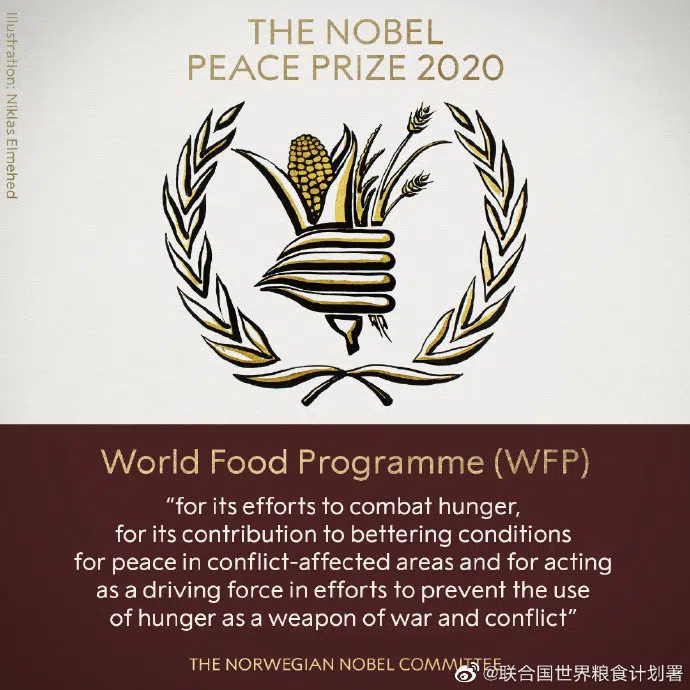 Illustration: Niklas Elmehed
THE NOBEL
PEACE PRIZE 2020
World Food Programme (WFP)
“for its efforts to combat hunger,
for its contribution to bettering conditions
for peace in conflict-affected areas and for acting
as a driving force in efforts to prevent the use
of hunger as a weapon of war and conflict”
THE NORWEGIAN NOBEL COMMITTEE
@联合国世界粮食计划署